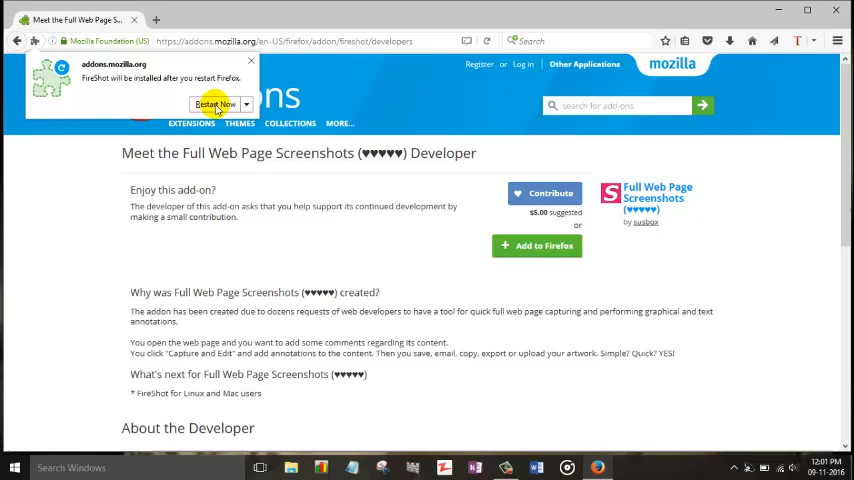 Meet the Full Web Page S...
Mozilla Foundation (US)
https://addons.mozilla.org/en-US/firefox/addon/fireshot/developers
Search
addons.mozilla.org
FireShot will be installed after you restart Firefox.
Restart Now
Register or Log in Other Applications
mozilla
ons
search for add-ons
EXTENSIONS THEMES COLLECTIONS MORE...
Meet the Full Web Page Screenshots (♥♥♥♥♥) Developer
Enjoy this add-on?
The developer of this add-on asks that you help support its continued development by
making a small contribution.
Contribute
$5.00 suggested
or
Add to Firefox
Full Web Page
Screenshots
(♥♥♥♥♥)
by susbox
Why was Full Web Page Screenshots (♥♥♥♥♥) created?
The addon has been created due to dozens requests of web developers to have a tool for quick full web page capturing and performing graphical and text
annotations.
You open the web page and you want to add some comments regarding its content.
You click "Capture and Edit" and add annotations to the content. Then you save, email, copy, export or upload your artwork. Simple? Quick? YES!
What's next for Full Web Page Screenshots (♥♥♥♥♥)
* FireShot for Linux and Mac users
About the Developer
Search Windows
12:01 PM
09-11-2016